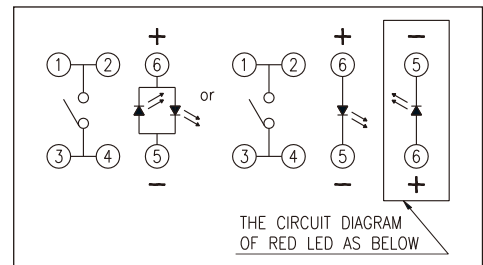 + + −
1 2 6 1 2 6 5
or
3 4 5 3 4 5 6
− − +
THE CIRCUIT DIAGRAM
OF RED LED AS BELOW